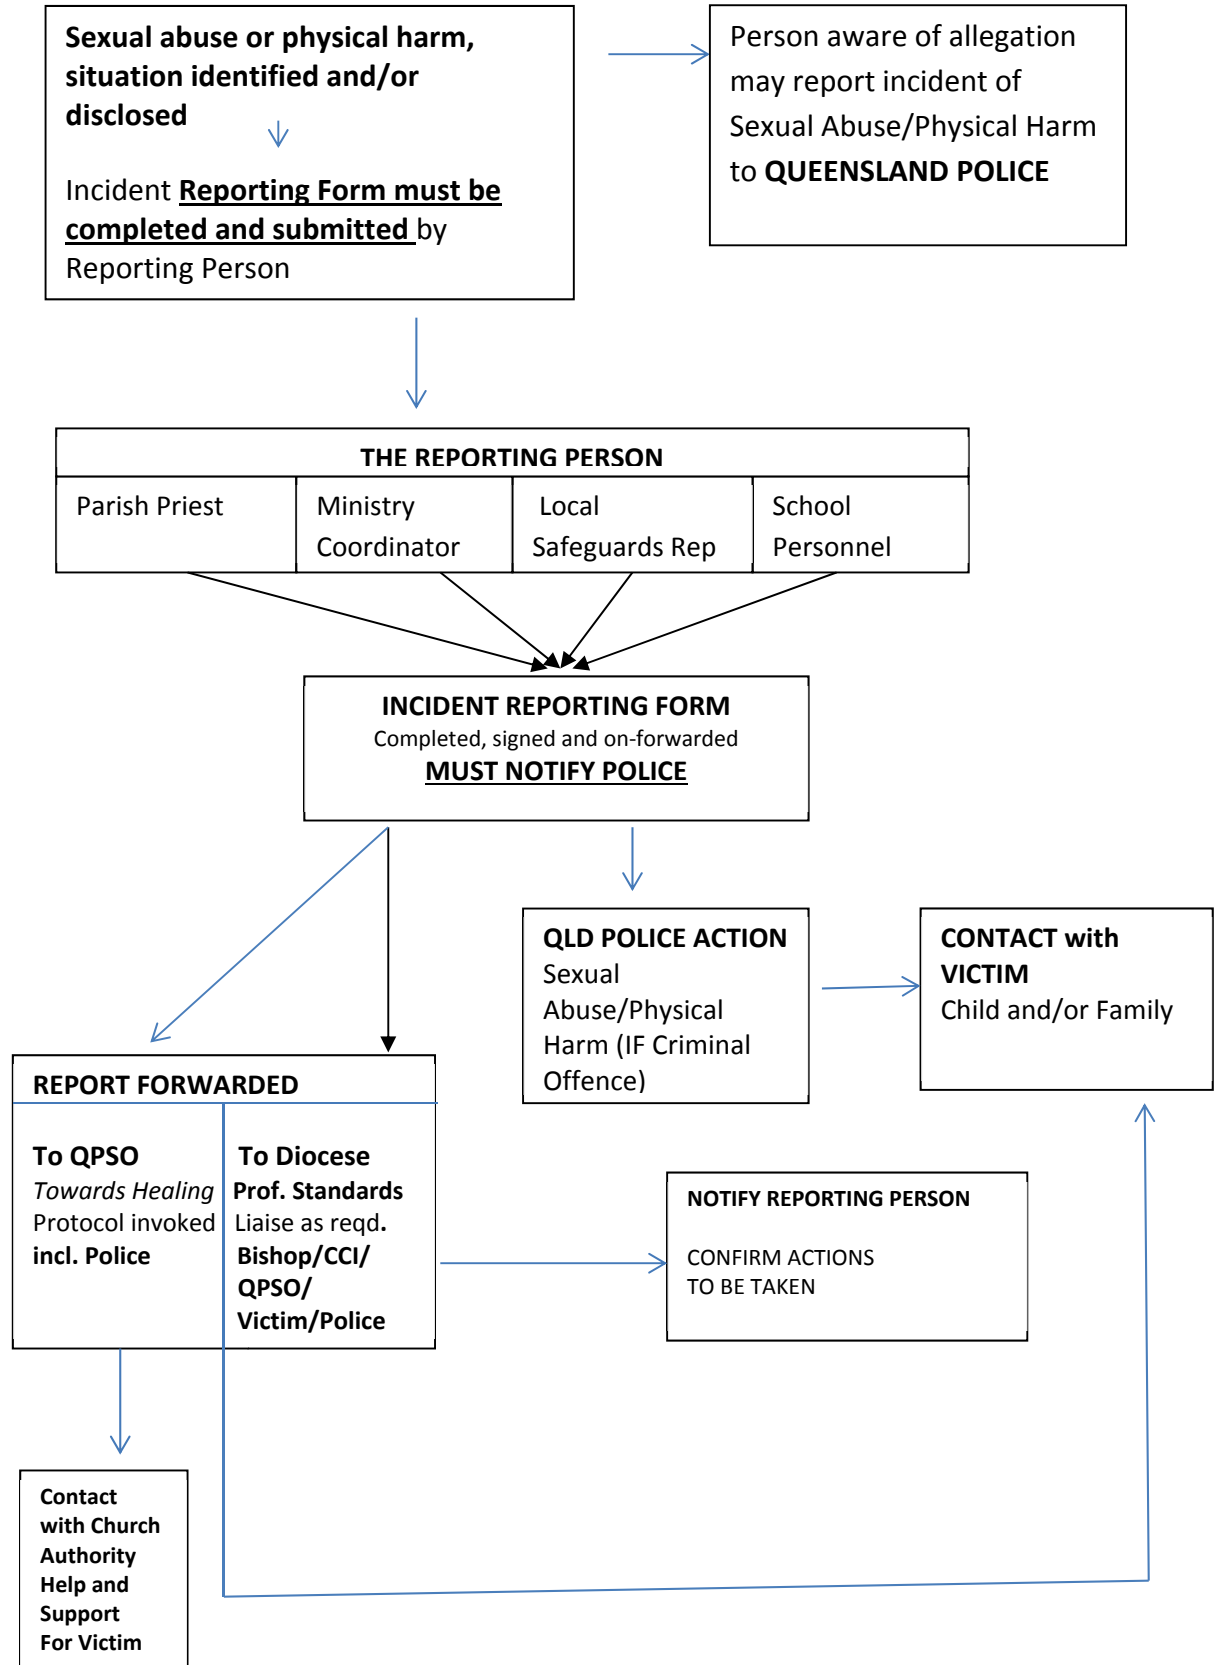 Sexual abuse or physical harm,
situation identified and/or
disclosed
Incident Reporting Form must be
completed and submitted by
Reporting Person
Person aware of allegation
may report incident of
Sexual Abuse/Physical Harm
to QUEENSLAND POLICE
THE REPORTING PERSON
Parish Priest
Ministry
Coordinator
Local
Safeguards Rep
School
Personnel
INCIDENT REPORTING FORM
Completed, signed and on-forwarded
MUST NOTIFY POLICE
QLD POLICE ACTION
Sexual
Abuse/Physical
Harm (IF Criminal
Offence)
CONTACT with
VICTIM
Child and/or Family
REPORT FORWARDED
To QPSO
Towards Healing
Protocol invoked
incl. Police
To Diocese
Prof. Standards
Liaise as reqd.
Bishop/CCI/
QPSO/
Victim/Police
NOTIFY REPORTING PERSON
CONFIRM ACTIONS
TO BE TAKEN
Contact
with Church
Authority
Help and
Support
For Victim